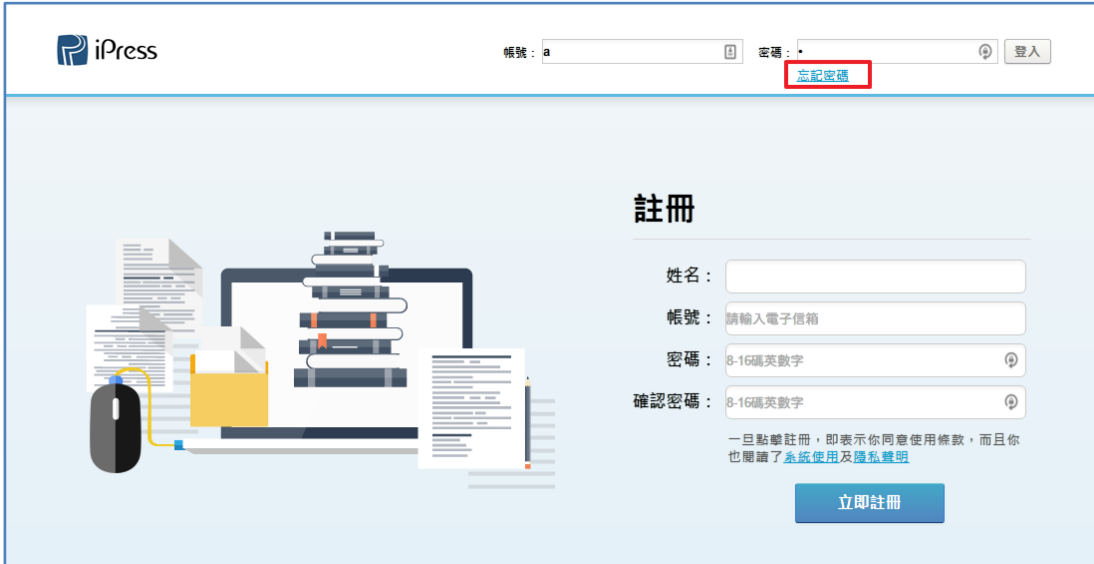 iPress
帳號： a 密碼： • 登入
忘記密碼
註冊
姓名：
帳號： 請輸入電子信箱
密碼： 8-16碼英數字
確認密碼： 8-16碼英數字
一旦點擊註冊，即表示你同意使用條款，而且你
也閱讀了系統使用及隱私聲明
立即註冊